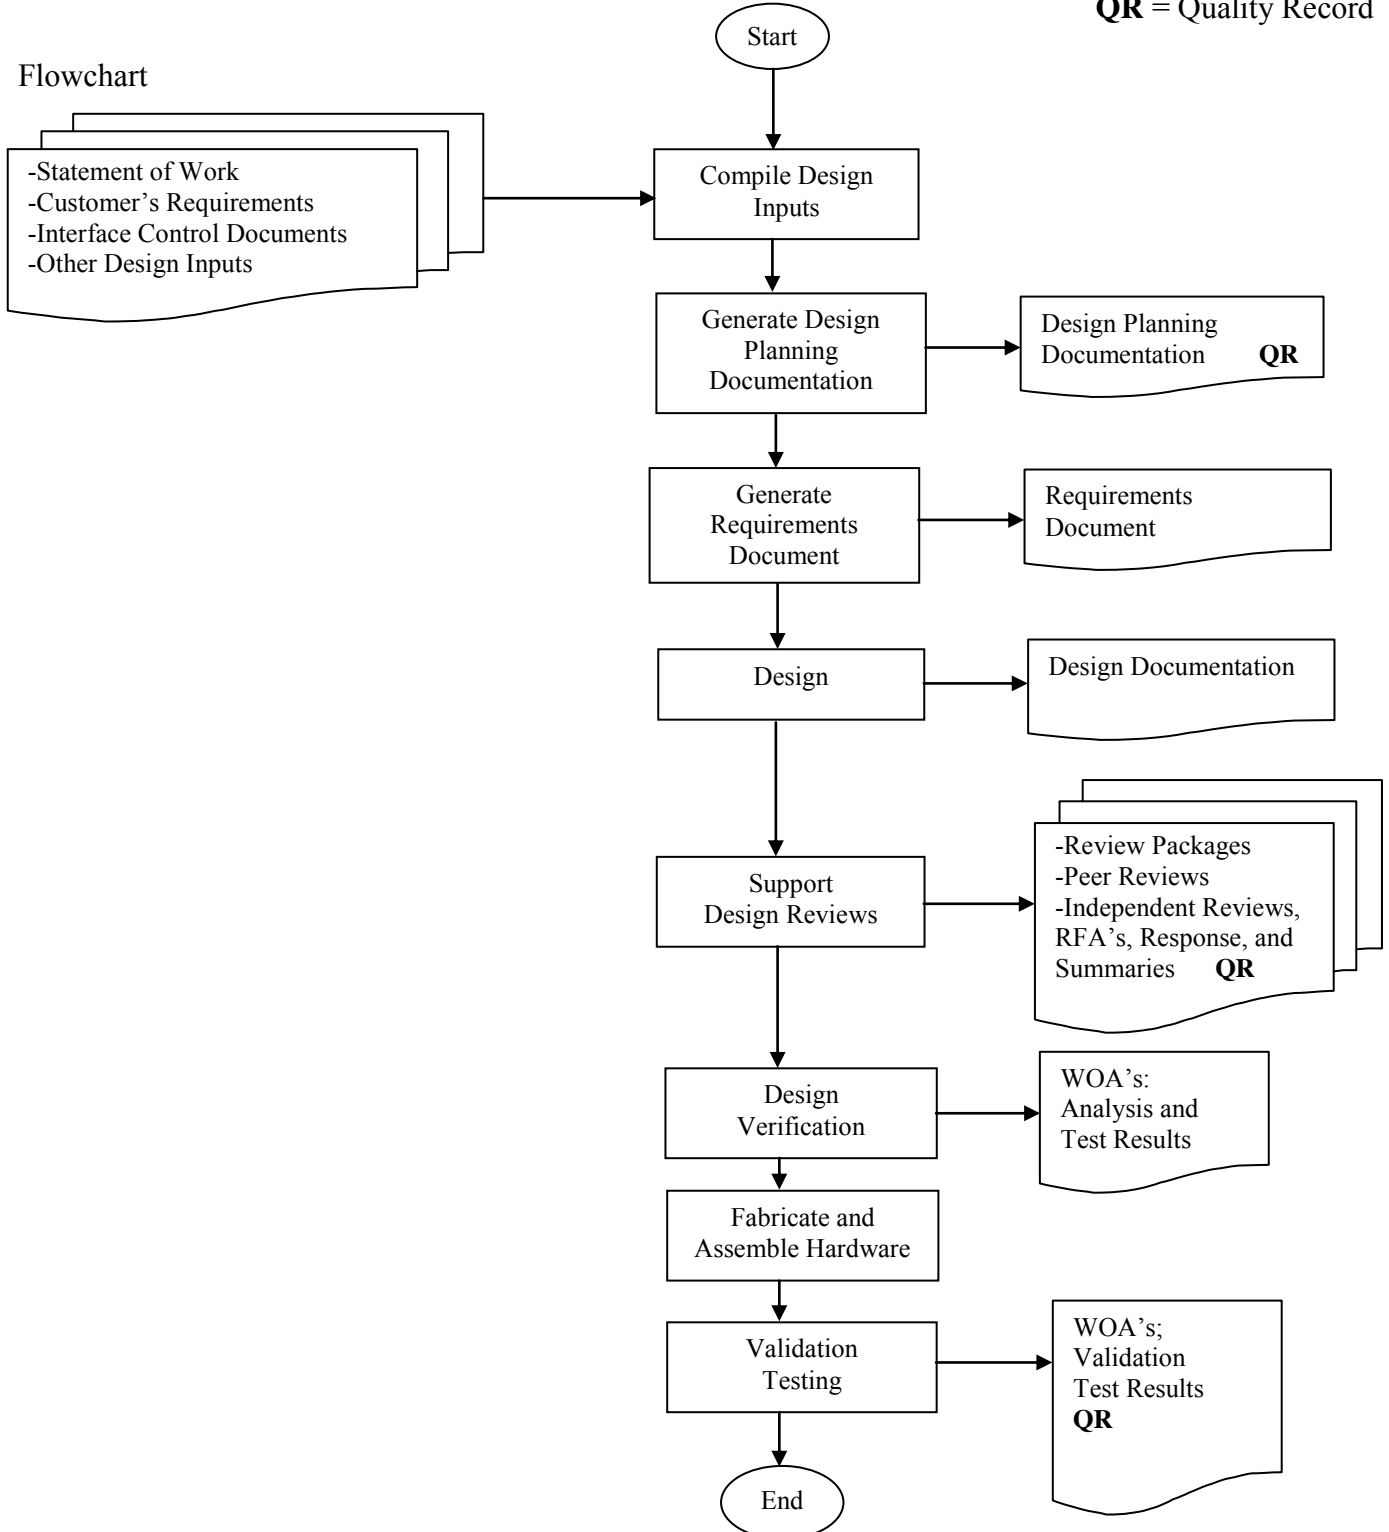 QR = Quality Record
Start
Flowchart
-Statement of Work
-Customer’s Requirements
-Interface Control Documents
-Other Design Inputs
Compile Design
Inputs
Generate Design
Planning
Documentation
Design Planning
Documentation QR
Generate
Requirements
Document
Requirements
Document
Design
Design Documentation
Support
Design Reviews
-Review Packages
-Peer Reviews
-Independent Reviews,
RFA’s, Response, and
Summaries QR
Design
Verification
WOA’s:
Analysis and
Test Results
Fabricate and
Assemble Hardware
Validation
Testing
WOA’s;
Validation
Test Results
QR
End